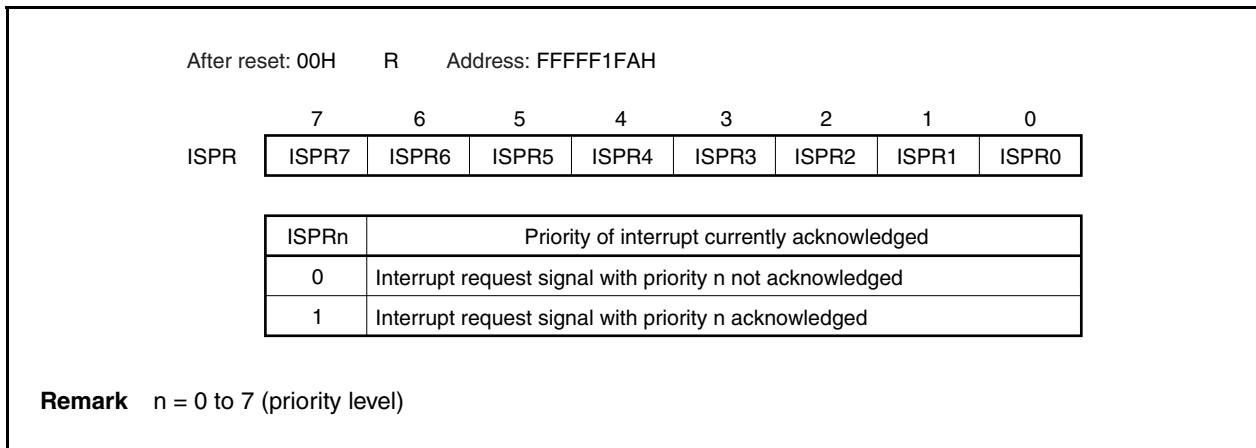 After reset: 00H R Address: FFFFF1FAH
7 6 5 4 3 2 1 0
ISPR ISPR7 ISPR6 ISPR5 ISPR4 ISPR3 ISPR2 ISPR1 ISPR0
ISPRn Priority of interrupt currently acknowledged
0 Interrupt request signal with priority n not acknowledged
1 Interrupt request signal with priority n acknowledged
Remark n = 0 to 7 (priority level)